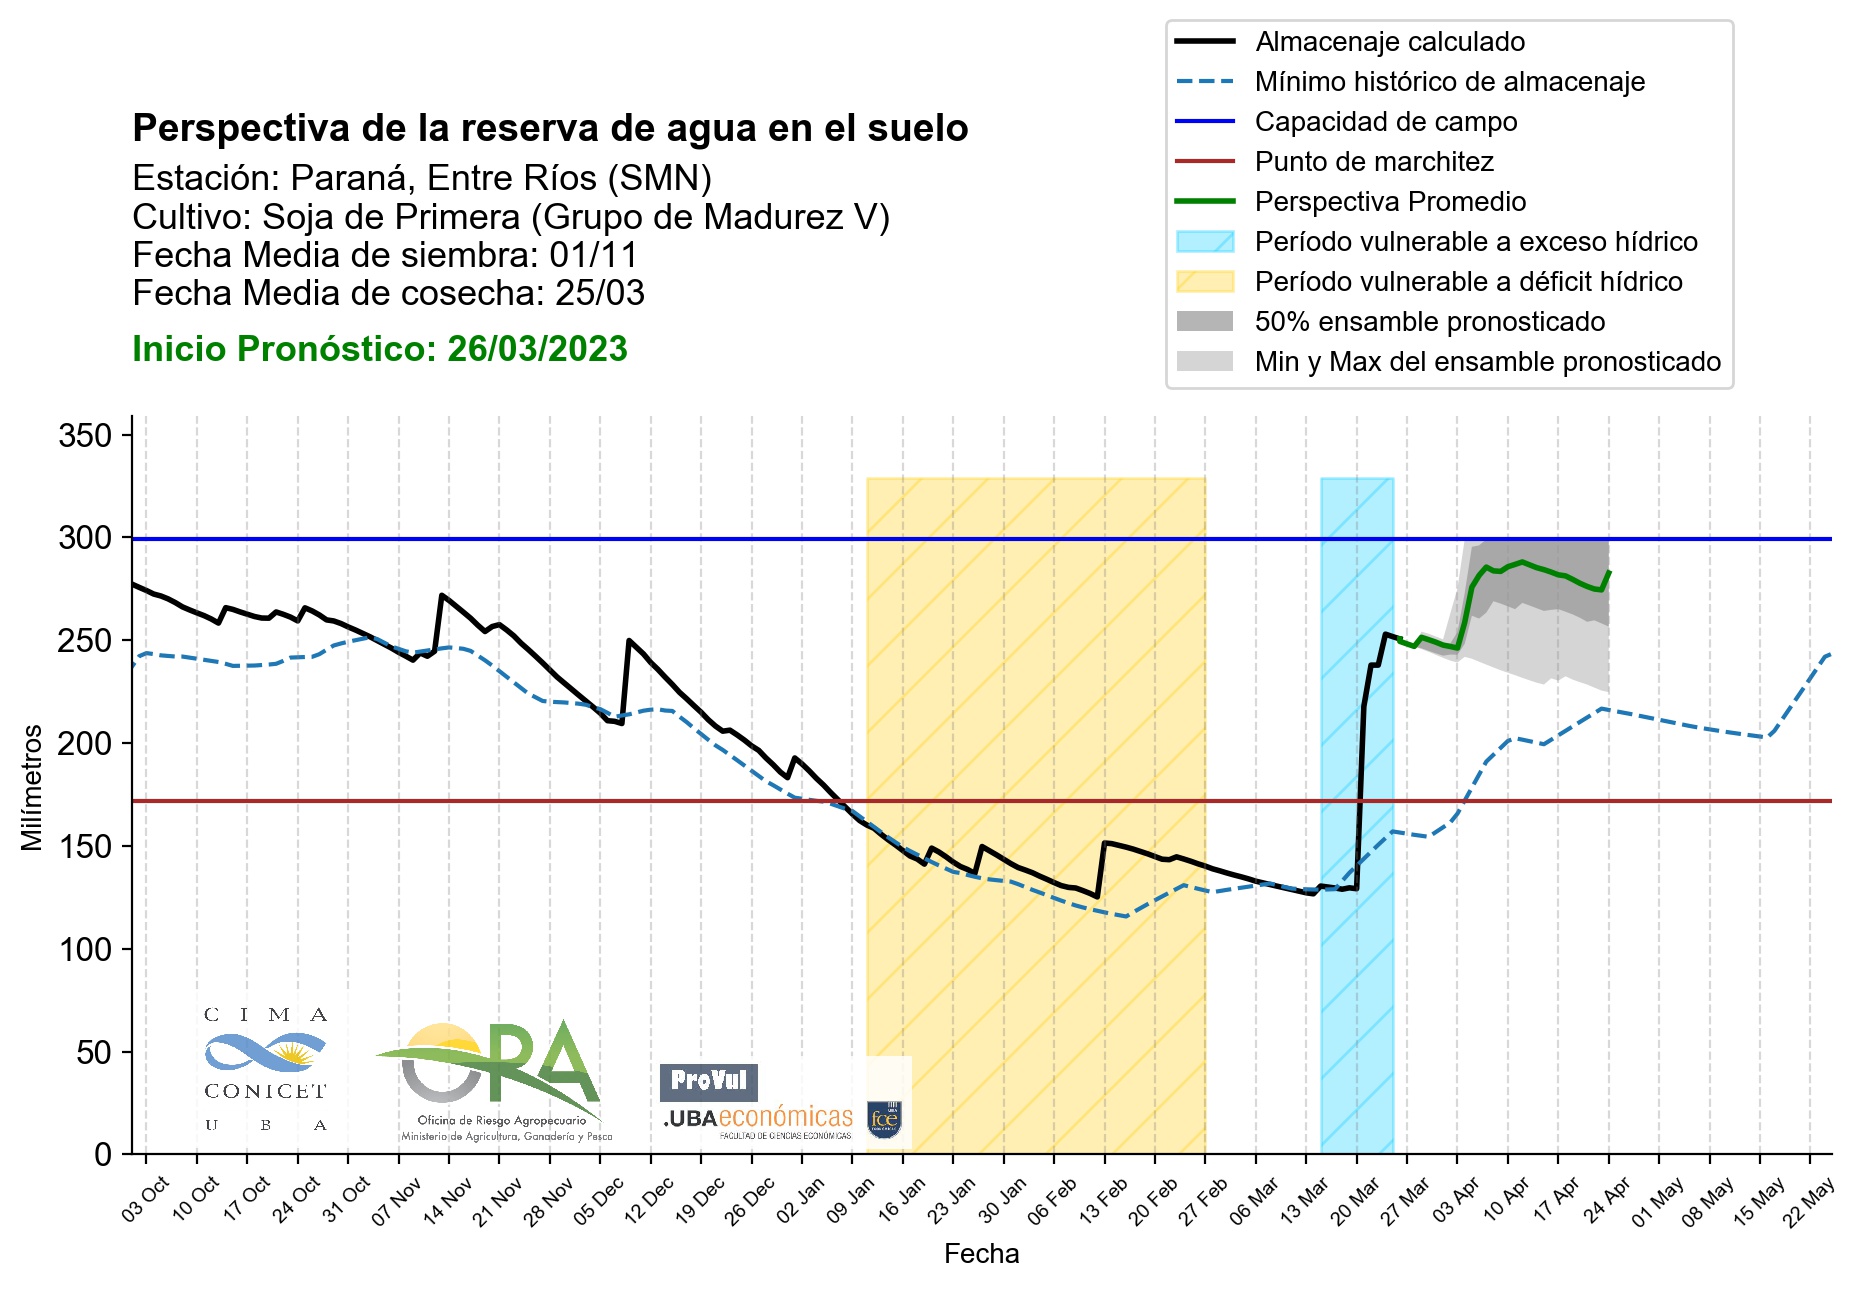 Almacenaje calculado
Mínimo histórico de almacenaje
Capacidad de campo
Punto de marchitez
Perspectiva Promedio
Período vulnerable a exceso hídrico
Período vulnerable a déficit hídrico
50% ensamble pronosticado
Min y Max del ensamble pronosticado
Perspectiva de la reserva de agua en el suelo
Estación: Paraná, Entre Ríos (SMN)
Cultivo: Soja de Primera (Grupo de Madurez V)
Fecha Media de siembra: 01/11
Fecha Media de cosecha: 25/03
Inicio Pronóstico: 26/03/2023
350
300
250
200
150
100
50
0
Milímetros
C I M A
CONICET
U B A
ORA
Oficina de Riesgo Agropecuario
Ministerio de Agricultura, Ganadería y Pesca
ProVul
.UBAeconómicas
FACULTAD DE CIENCIAS ECONÓMICAS
UBA
fce
ECONÓMICAS
03 Oct
10 Oct
17 Oct
24 Oct
31 Oct
07 Nov
14 Nov
21 Nov
28 Nov
05 Dec
12 Dec
19 Dec
26 Dec
02 Jan
09 Jan
16 Jan
23 Jan
30 Jan
06 Feb
13 Feb
20 Feb
27 Feb
06 Mar
13 Mar
20 Mar
27 Mar
03 Apr
10 Apr
17 Apr
24 Apr
01 May
08 May
15 May
22 May
Fecha